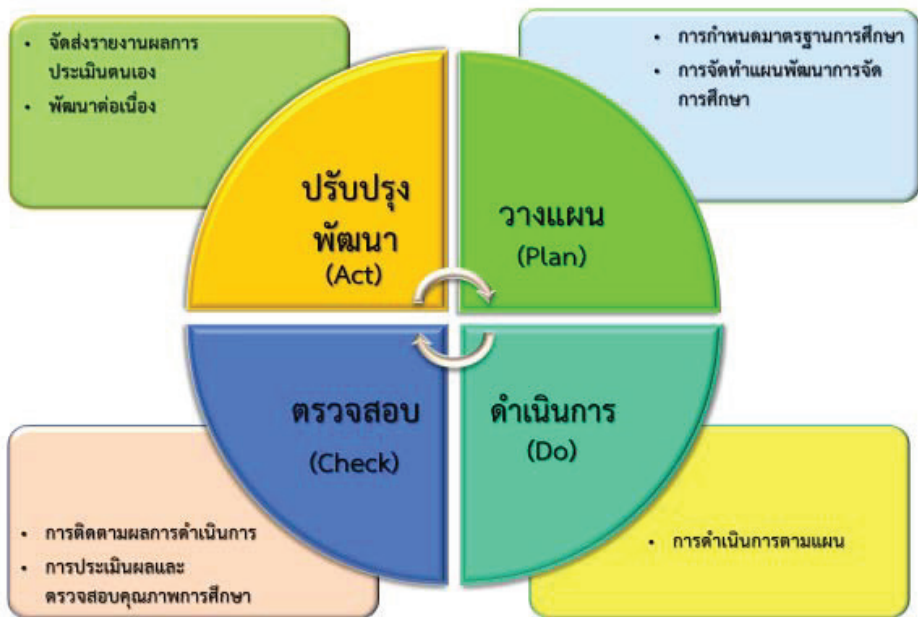 • จัดส่งรายงานผลการ
ประเมินตนเอง
• พัฒนาต่อเนื่อง
• การกำหนดมาตรฐานการศึกษา
• การจัดทำแผนพัฒนาการจัด
การศึกษา
ปรับปรุง
พัฒนา
(Act)
วางแผน
(Plan)
ตรวจสอบ
(Check)
ดำเนินการ
(Do)
• การติดตามผลการดำเนินการ
• การประเมินผลและ
ตรวจสอบคุณภาพการศึกษา
• การดำเนินการตามแผน